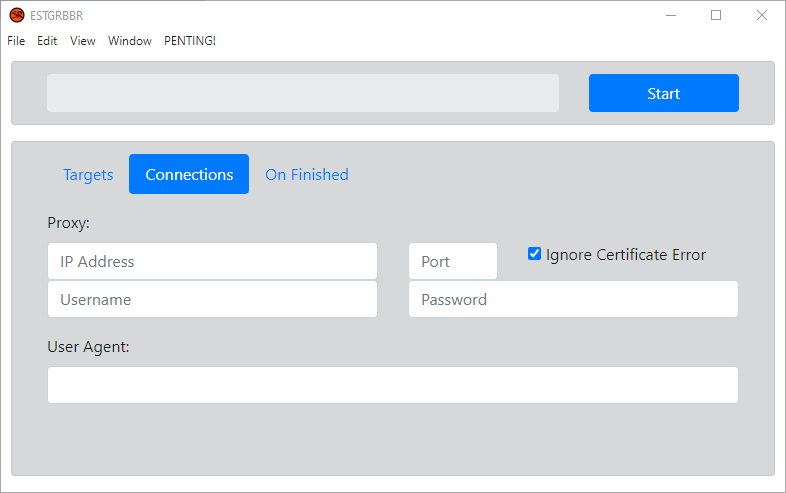 ESTGRBBR
File Edit View Window PENTING!
Start
Targets Connections On Finished
Proxy:
IP Address Port Ignore Certificate Error
Username Password
User Agent: